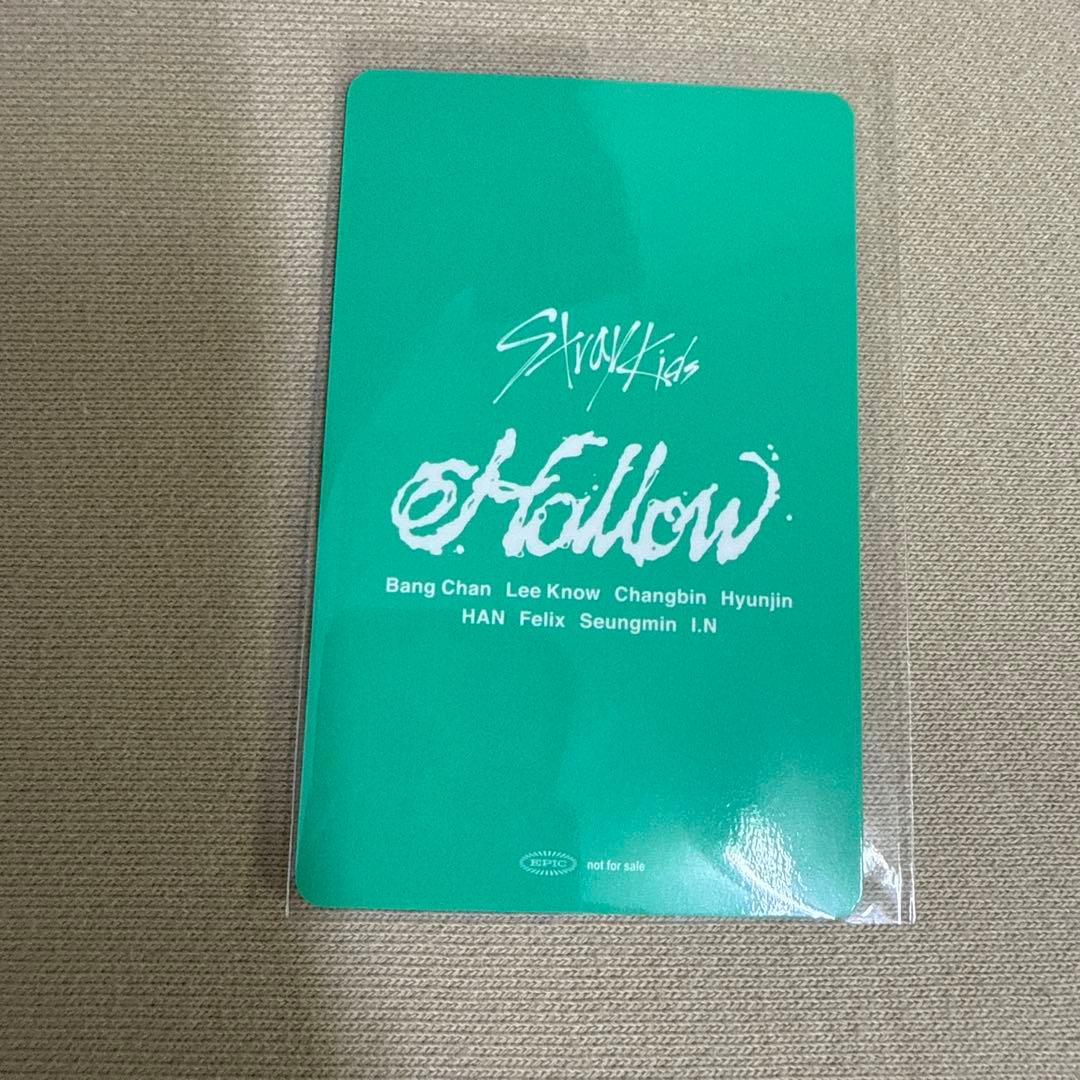 Stray Kids
Hollow
Bang Chan Lee Know Changbin Hyunjin
HAN Felix Seungmin I.N
EPIC not for sale